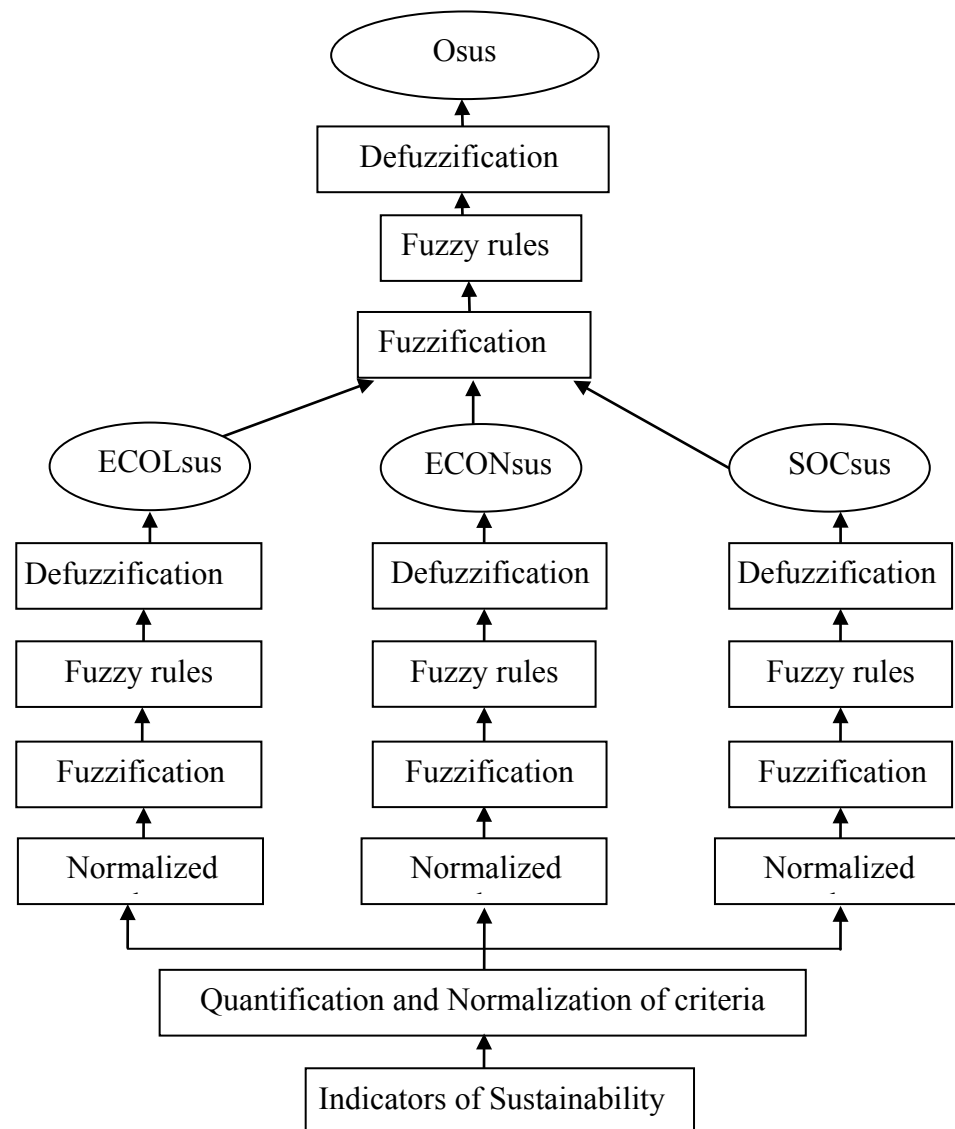 Osus
Defuzzification
Fuzzy rules
Fuzzification
ECOLsus
ECONsus
SOCsus
Defuzzification
Defuzzification
Defuzzification
Fuzzy rules
Fuzzy rules
Fuzzy rules
Fuzzification
Fuzzification
Fuzzification
Normalized
Normalized
Normalized
Quantification and Normalization of criteria
Indicators of Sustainability